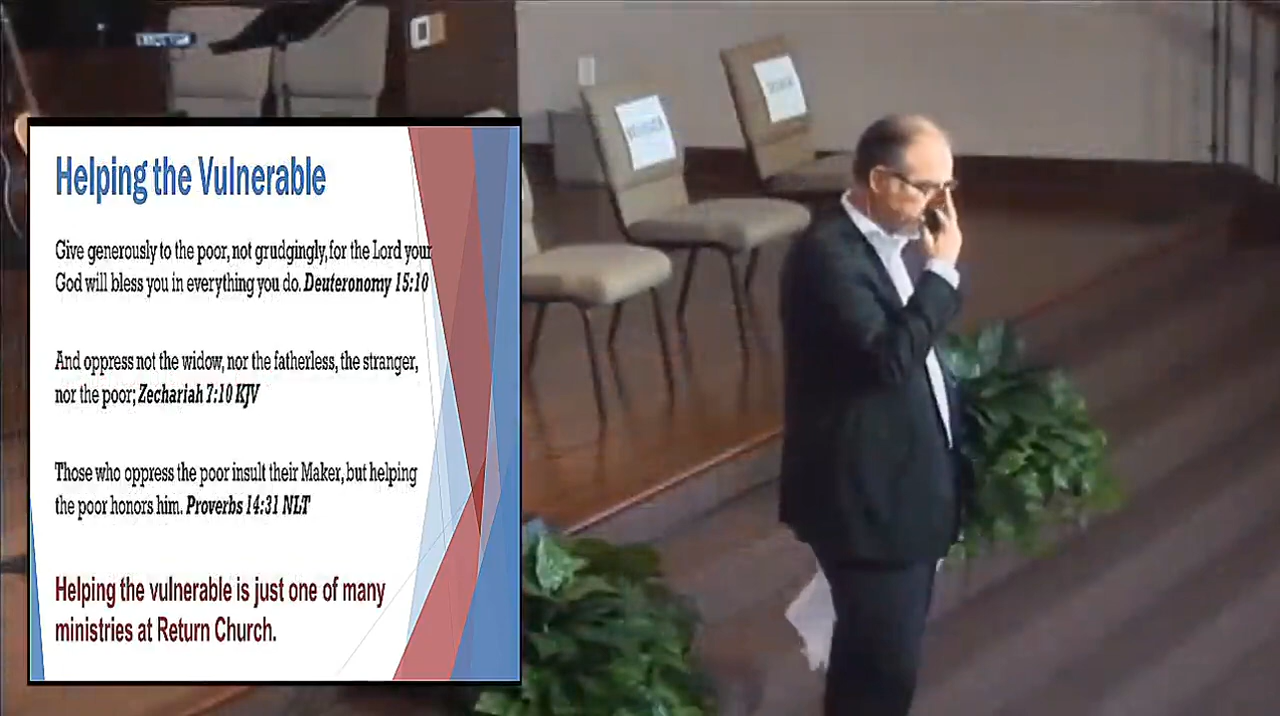 Helping the Vulnerable
Give generously to the poor, not grudgingly, for the Lord your
God will bless you in everything you do. Deuteronomy 15:10
And oppress not the widow, nor the fatherless, the stranger,
nor the poor; Zechariah 7:10 KJV
Those who oppress the poor insult their Maker, but helping
the poor honors him. Proverbs 14:31 NLT
Helping the vulnerable is just one of many
ministries at Return Church.